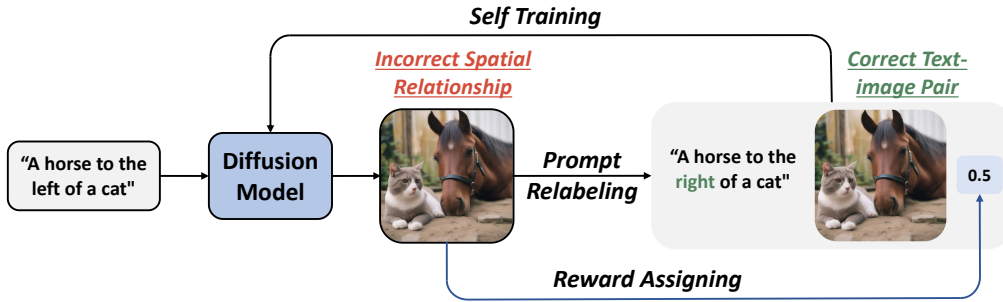 Self Training
Incorrect Spatial
Relationship
Correct Text-
image Pair
“A horse to the
left of a cat"
Diffusion
Model
Prompt
Relabeling
“A horse to the
right of a cat"
0.5
Reward Assigning